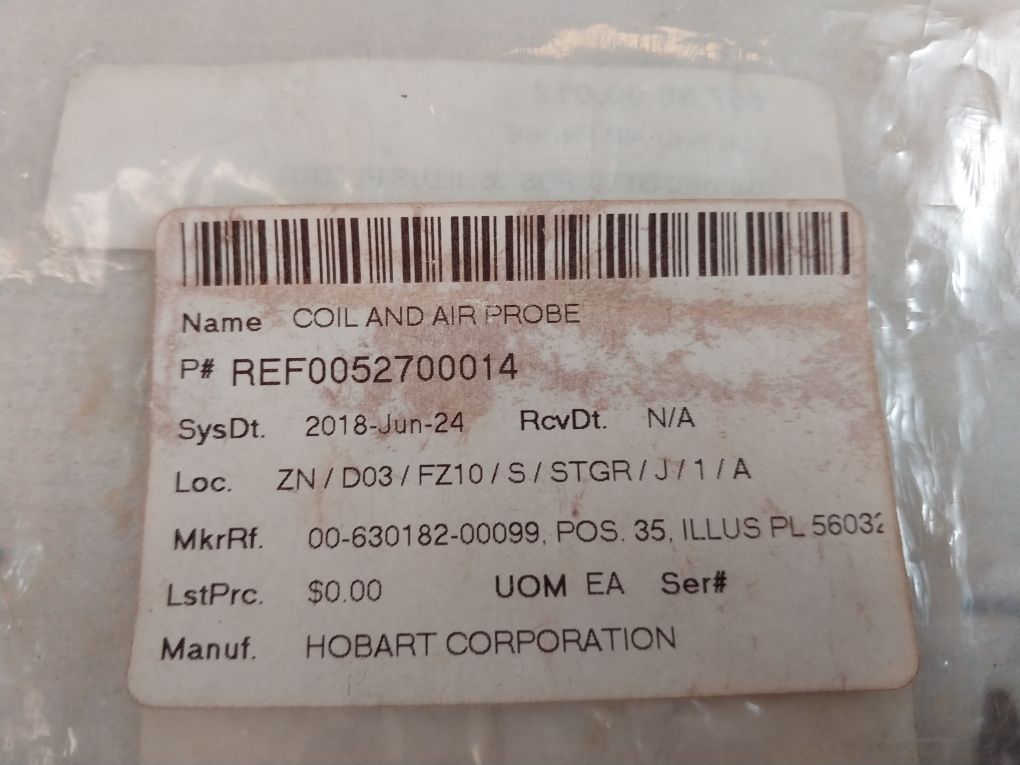 Name COIL AND AIR PROBE
P# REF0052700014
SysDt. 2018-Jun-24 RcvDt. N/A
Loc. ZN / D03 / FZ10 / S / STGR / J / 1 / A
MkrRf. 00-630182-00099, POS. 35, ILLUS PL 56032
LstPrc. $0.00 UOM EA Ser#
Manuf. HOBART CORPORATION